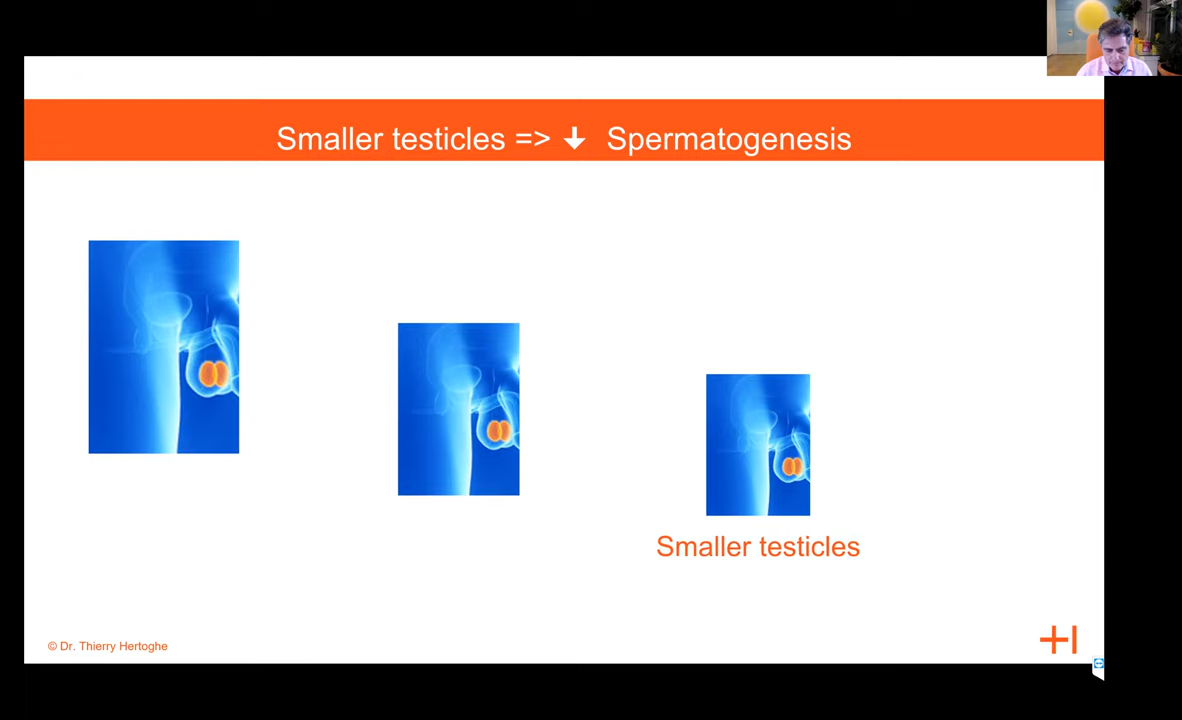 Smaller testicles => ↓ Spermatogenesis
Smaller testicles
© Dr. Thierry Hertoghe